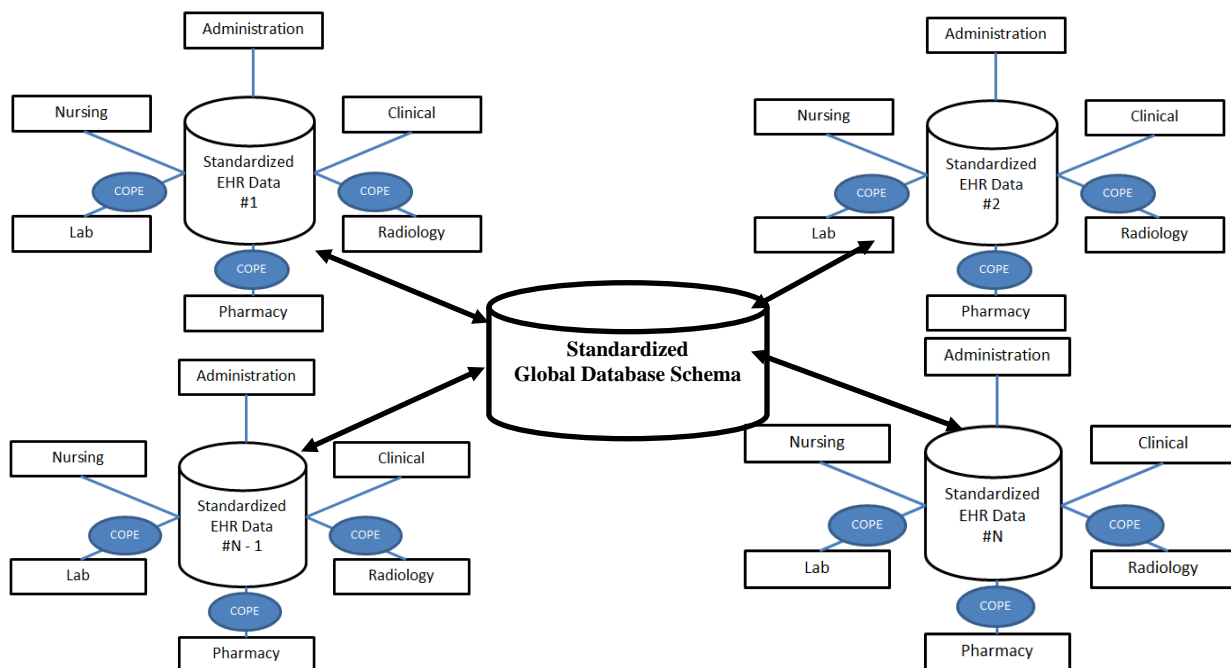 Administration
Nursing
Clinical
Standardized
EHR Data
#1
COPE
COPE
Lab
Radiology
COPE
Pharmacy
Administration
Nursing
Clinical
Standardized
EHR Data
#2
COPE
COPE
Lab
Radiology
COPE
Pharmacy
Standardized
Global Database Schema
Administration
Nursing
Clinical
Standardized
EHR Data
#N - 1
COPE
COPE
Lab
Radiology
COPE
Pharmacy
Administration
Nursing
Clinical
Standardized
EHR Data
#N
COPE
COPE
Lab
Radiology
COPE
Pharmacy